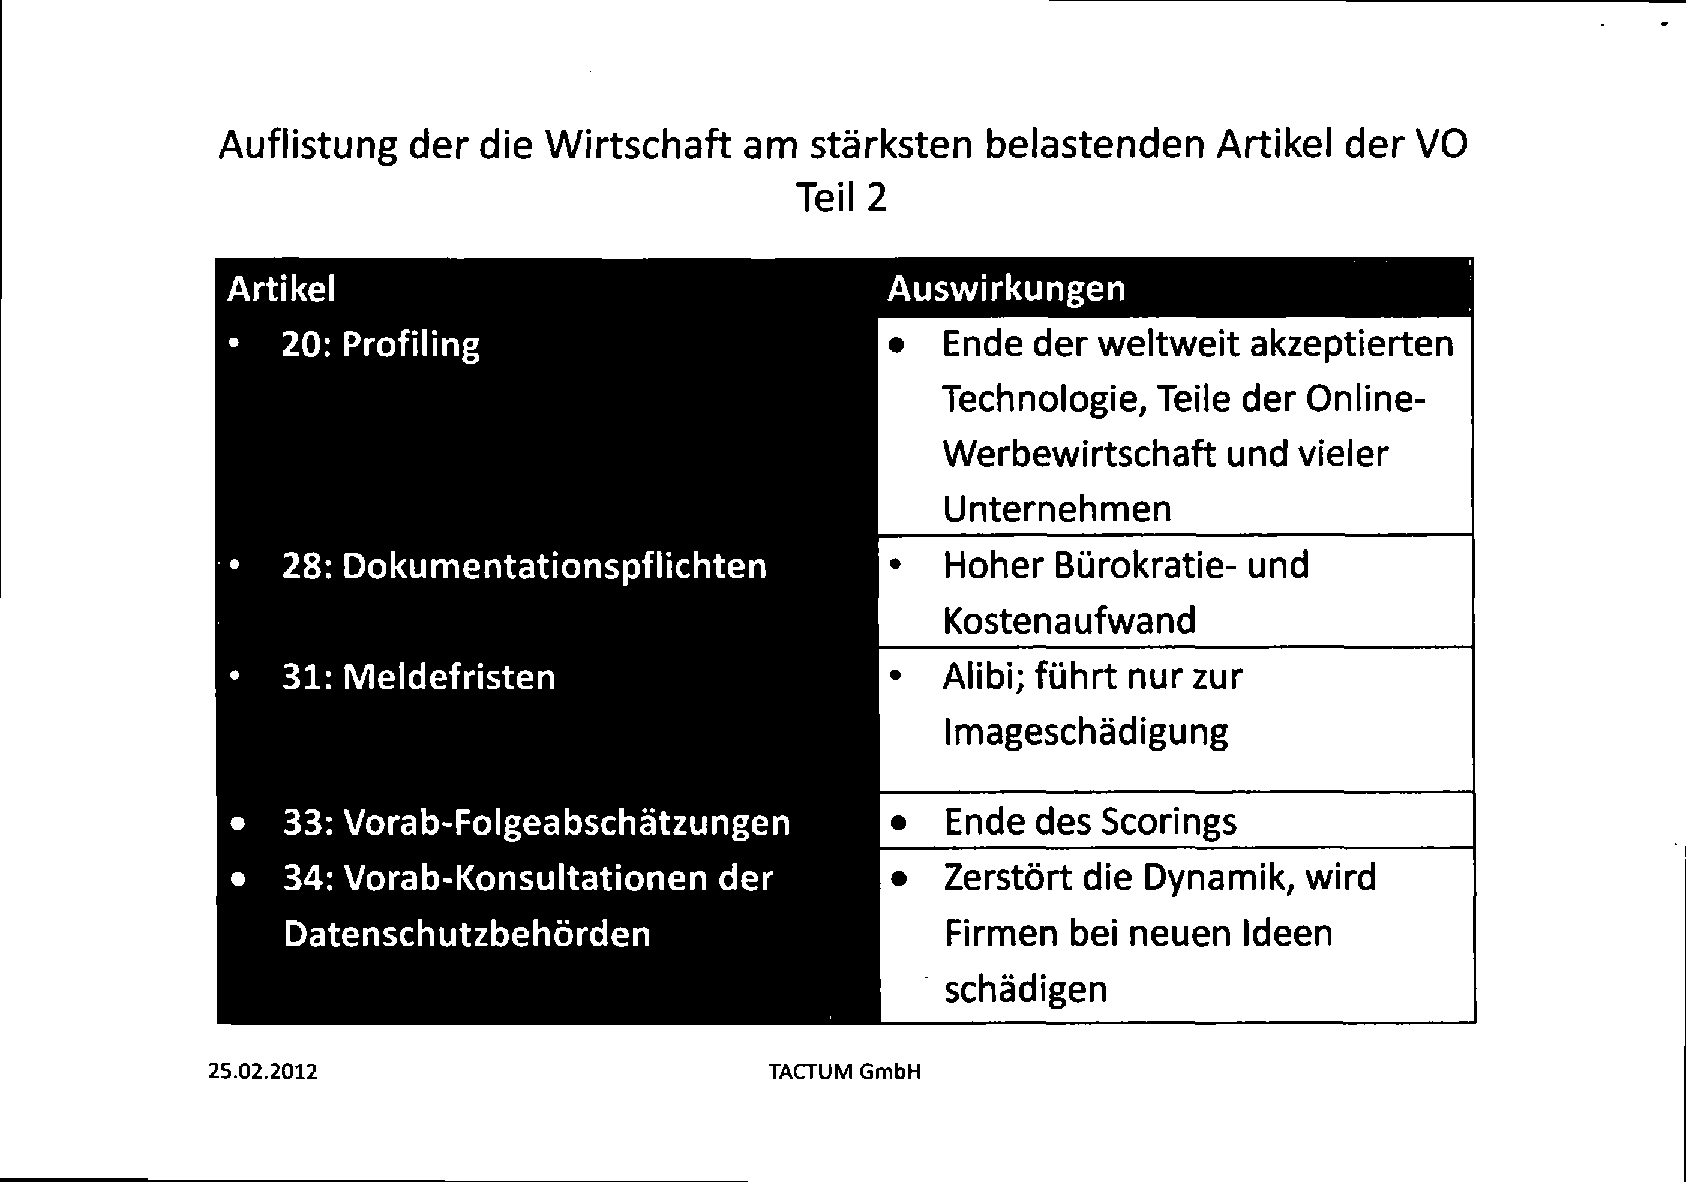 Auflistung der die Wirtschaft am stärksten belastenden Artikel der VO
Teil 2
Artikel
Auswirkungen
• 20: Profiling
• Ende der weltweit akzeptierten
Technologie, Teile der Online-
Werbewirtschaft und vieler
Unternehmen
• 28: Dokumentationspflichten
• Hoher Bürokratie- und
Kostenaufwand
• 31: Meldefristen
• Alibi; führt nur zur
Imageschädigung
• 33: Vorab-Folgeabschätzungen
• Ende des Scorings
• 34: Vorab-Konsultationen der
Datenschutzbehörden
• Zerstört die Dynamik, wird
Firmen bei neuen Ideen
schädigen
25.02.2012
TACTUM GmbH